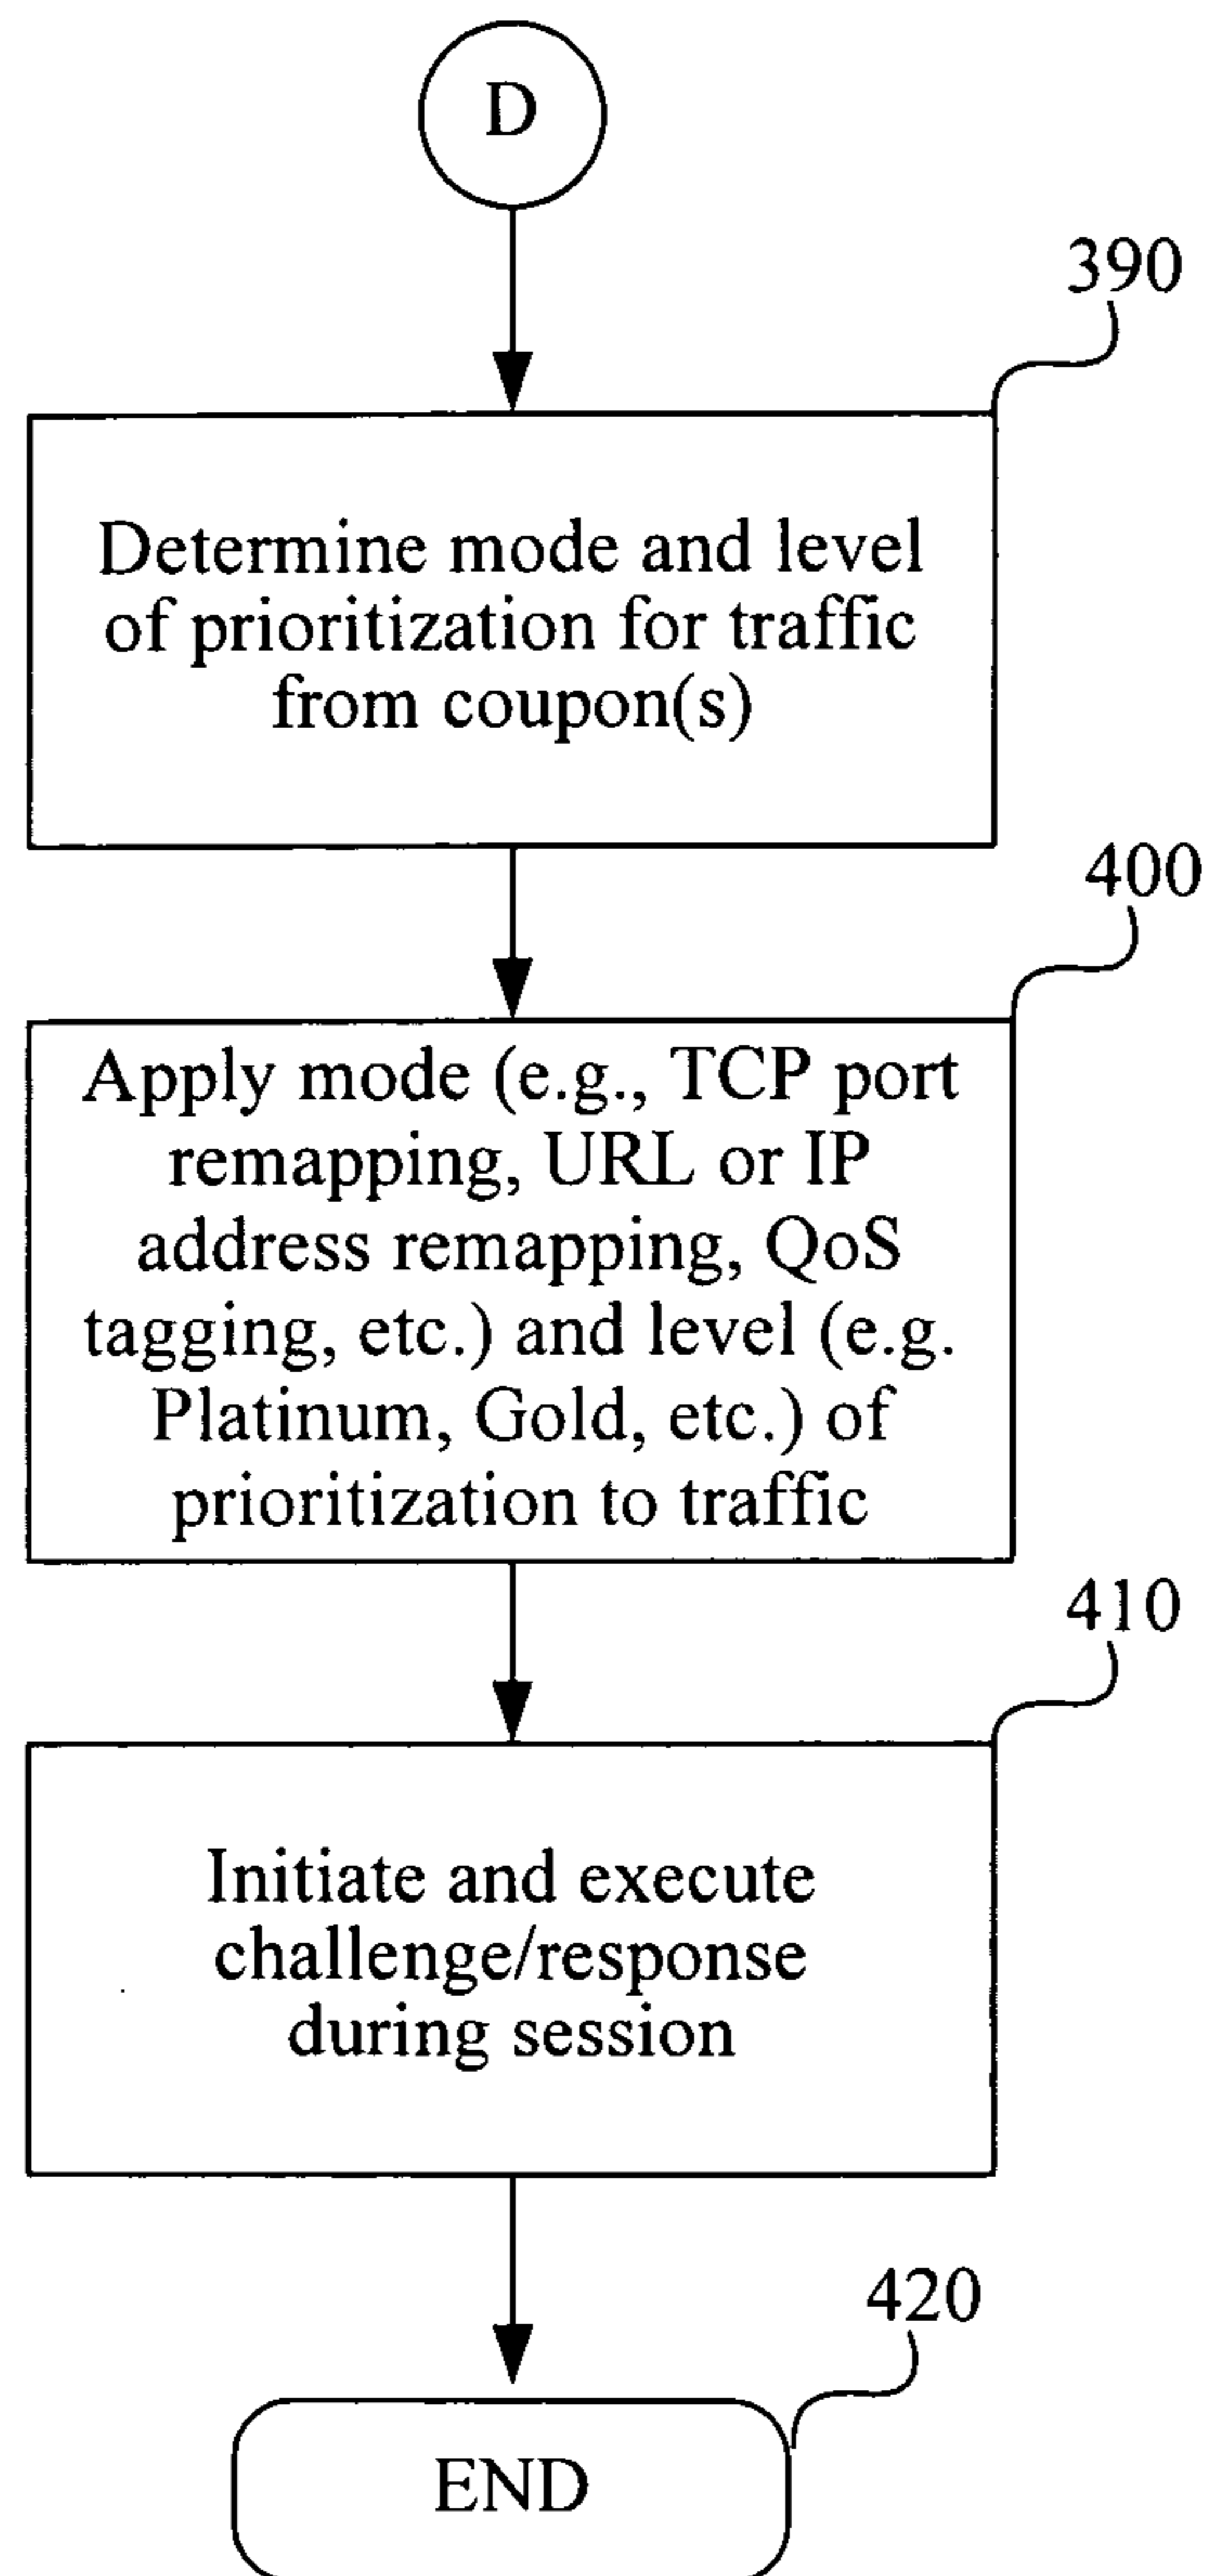 D
390
Determine mode and level
of prioritization for traffic
from coupon(s)
400
Apply mode (e.g., TCP port
remapping, URL or IP
address remapping, QoS
tagging, etc.) and level (e.g.
Platinum, Gold, etc.) of
prioritization to traffic
410
Initiate and execute
challenge/response
during session
420
END